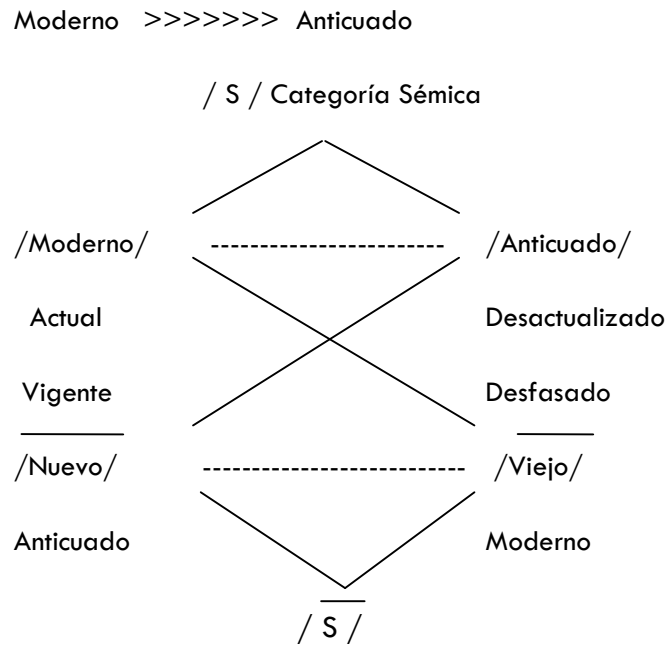 Moderno >>>>>>> Anticuado
/ S / Categoría Sémica
/Moderno/ ----------------------- /Anticuado/
Actual Desactualizado
Vigente Desfasado
/Nuevo/ ------------------------- /Viejo/
Anticuado Moderno
/ S /